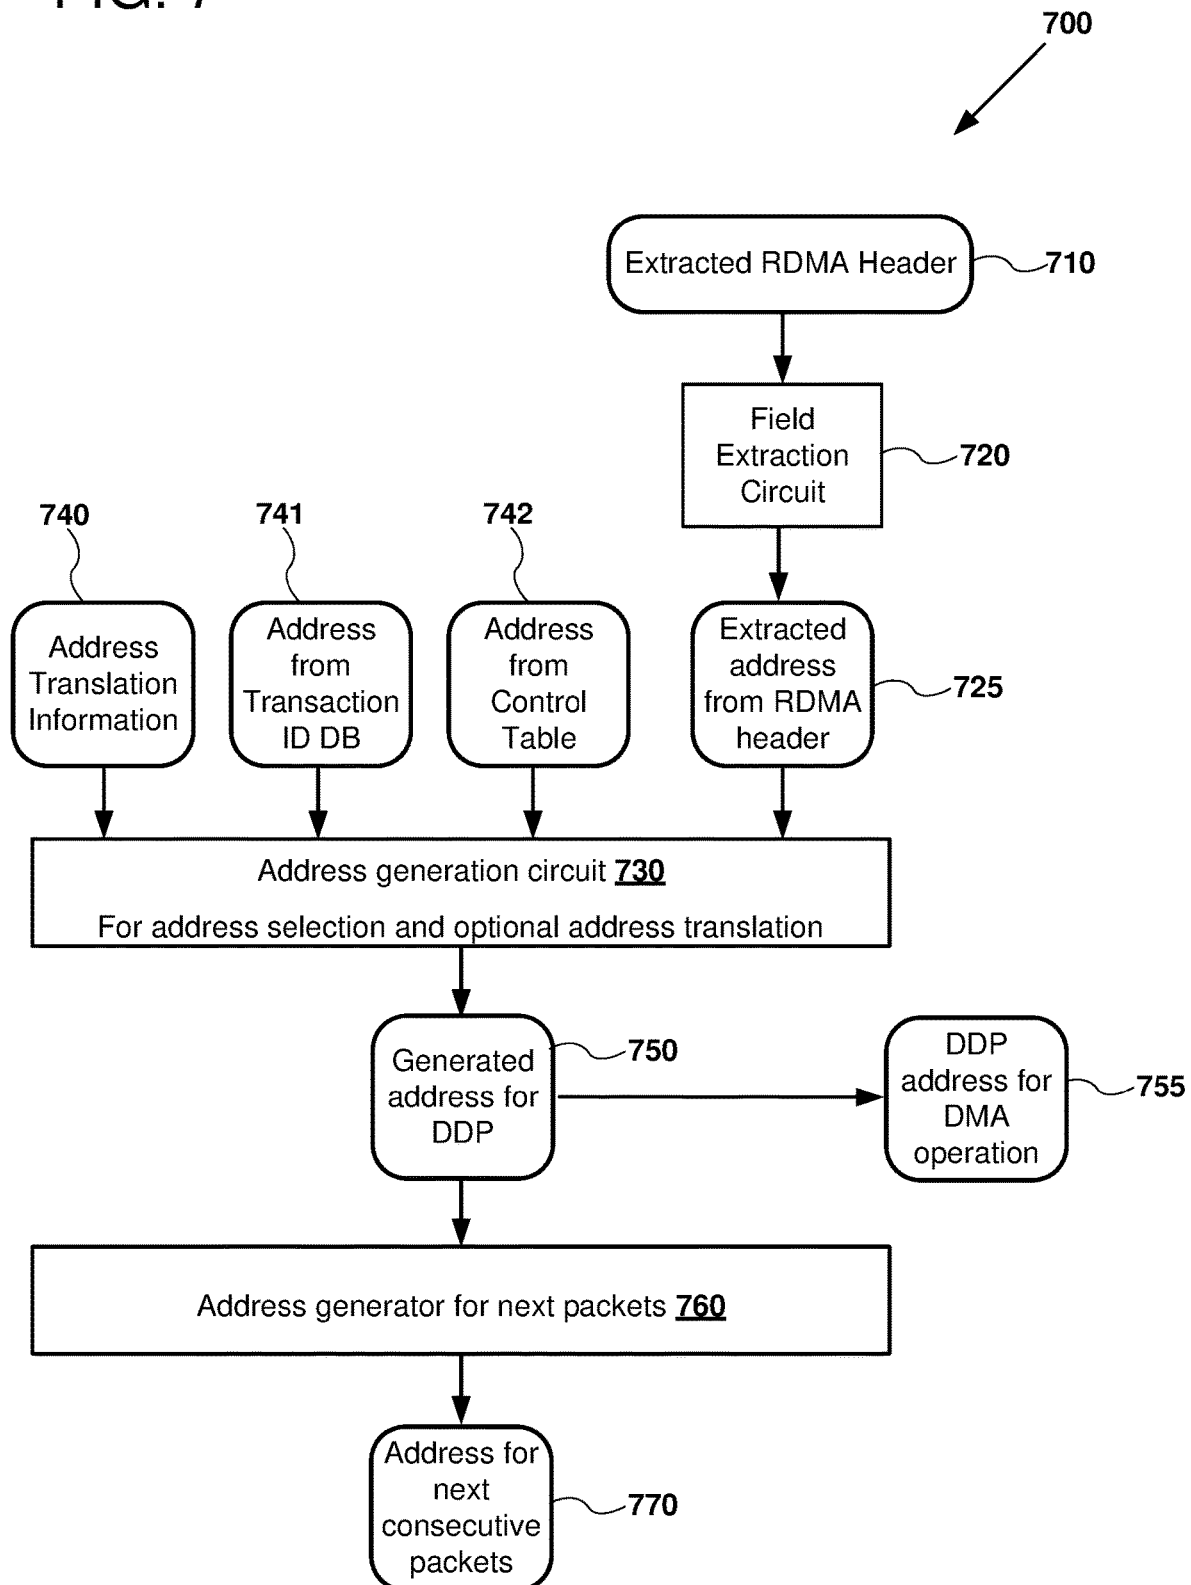 FIG. 7
700
Extracted RDMA Header
710
Field
Extraction
Circuit
720
740
741
742
Address
Translation
Information
Address
from
Transaction
ID DB
Address
from
Control
Table
Extracted
address
from RDMA
header
725
Address generation circuit 730
For address selection and optional address translation
Generated
address for
DDP
750
DDP
address for
DMA
operation
755
Address generator for next packets 760
Address for
next
consecutive
packets
770